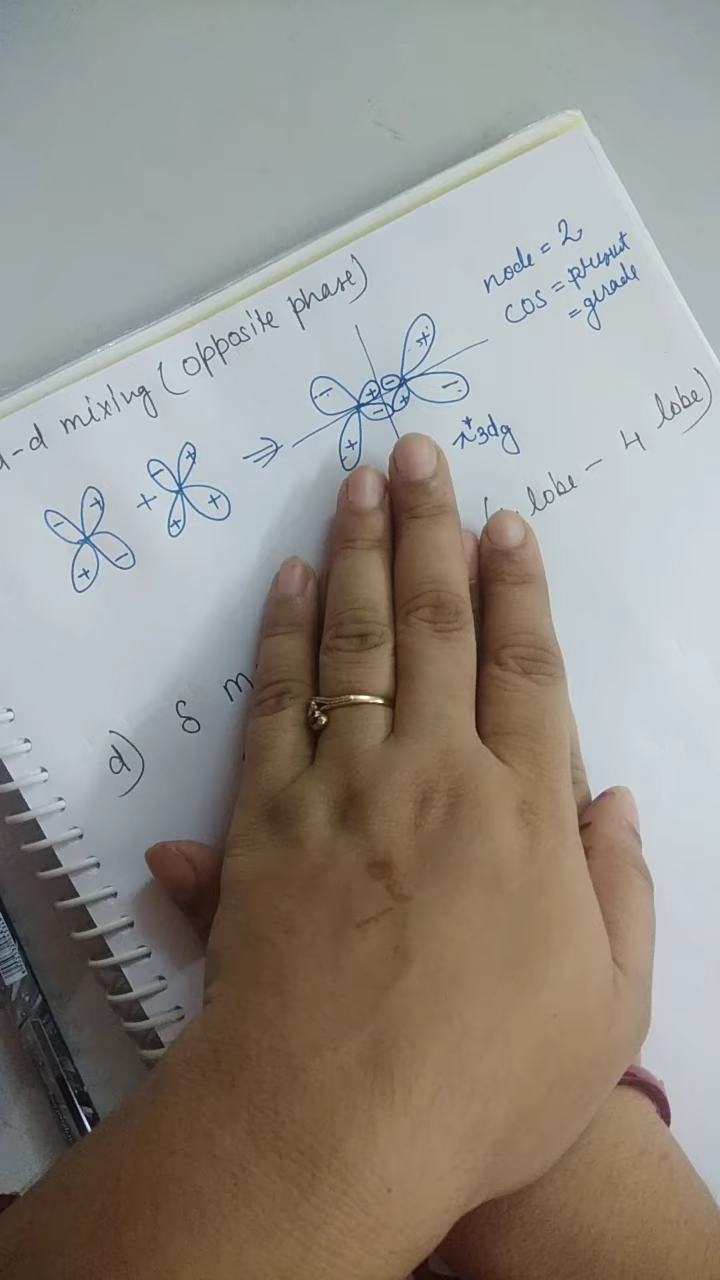 d-d mixing (opposite phase)
node = 2
cos = present
= gerade
π*3dg
lobe - 4 lobe)
d) δ m